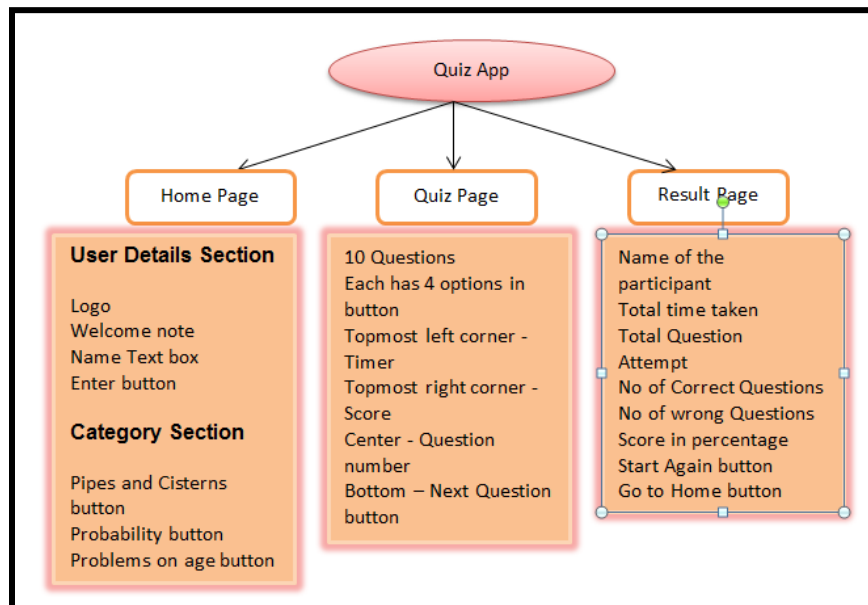 Quiz App
Home Page
Quiz Page
Result Page
User Details Section
Logo
Welcome note
Name Text box
Enter button
Category Section
Pipes and Cisterns
button
Probability button
Problems on age button
10 Questions
Each has 4 options in
button
Topmost left corner -
Timer
Topmost right corner -
Score
Center - Question
number
Bottom – Next Question
button
Name of the
participant
Total time taken
Total Question
Attempt
No of Correct Questions
No of wrong Questions
Score in percentage
Start Again button
Go to Home button